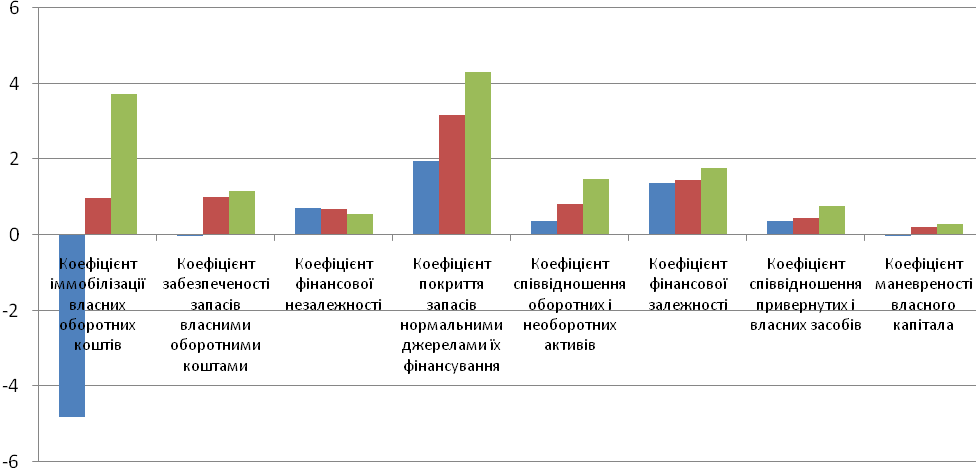 6
4
2
0
-2
-4
-6
Коефіцієнт
іммобілізації
власних
оборотних
коштів
Коефіцієнт
забезпеченості
запасів
власними
оборотними
коштами
Коефіцієнт
фінансової
незалежності
Коефіцієнт
покриття
запасів
нормальними
джерелами їх
фінансування
Коефіцієнт
співвідношення
оборотних і
необоротних
активів
Коефіцієнт
фінансової
залежності
Коефіцієнт
співвідношення
привернутих і
власних засобів
Коефіцієнт
маневреності
власного
капітала